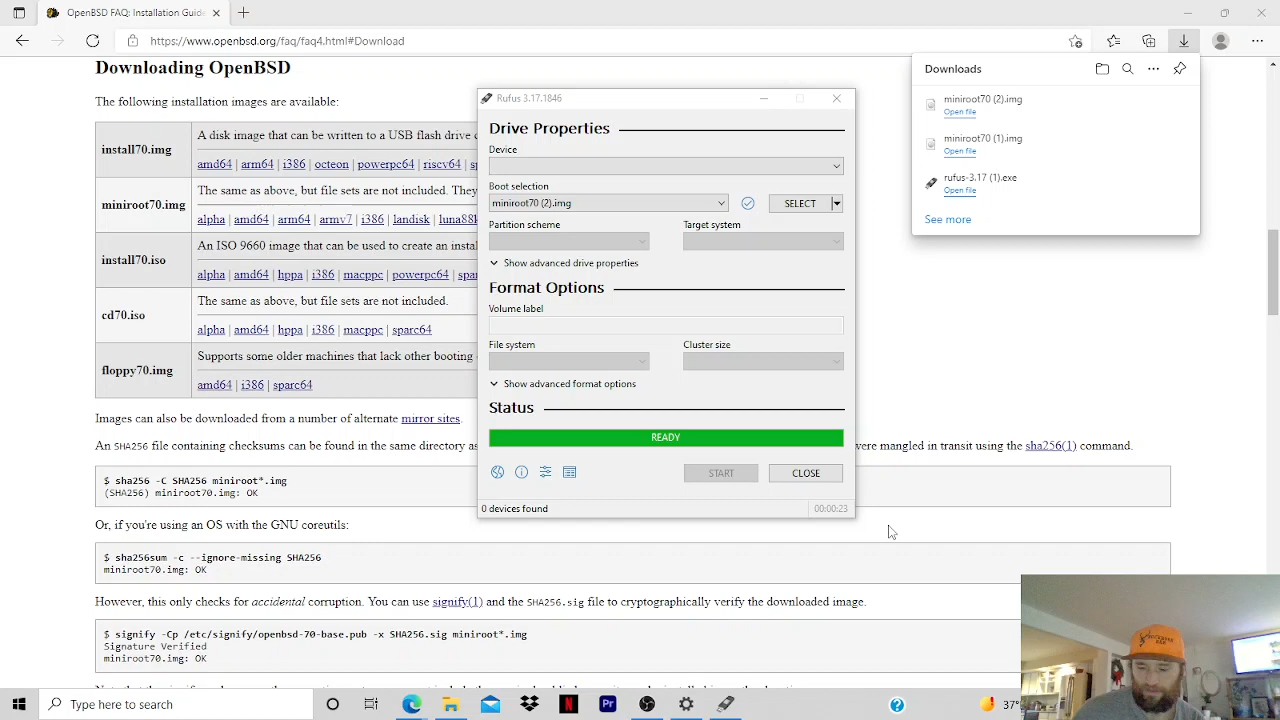 OpenBSD FAQ: Installation Guide
https://www.openbsd.org/faq/faq4.html#Download
Downloading OpenBSD
The following installation images are available:
install70.img
A disk image that can be written to a USB flash drive
amd64 | arm64 | i386 | octeon | powerpc64 | riscv64 |
miniroot70.img
The same as above, but file sets are not included. They
alpha | amd64 | arm64 | armv7 | i386 | landisk | luna88k
install70.iso
An ISO 9660 image that can be used to create an
alpha | amd64 | hppa | i386 | macppc | powerpc64 |
cd70.iso
The same as above, but file sets are not included.
alpha | amd64 | hppa | i386 | macppc | sparc64
floppy70.img
Supports some older machines that lack other booting
amd64 | i386 | sparc64
Images can also be downloaded from a number of alternate mirror sites.
An SHA256 file containing checksums can be found in the same directory as
were mangled in transit using the sha256(1) command.
$ sha256 -C SHA256 miniroot*.img
(SHA256) miniroot70.img: OK
Or, if you're using an OS with the GNU coreutils:
$ sha256sum -c --ignore-missing SHA256
miniroot70.img: OK
However, this only checks for accidental corruption. You can use signify(1) and the SHA256.sig file to cryptographically verify the downloaded image.
$ signify -Cp /etc/signify/openbsd-70-base.pub -x SHA256.sig miniroot*.img
Signature Verified
miniroot70.img: OK
Rufus 3.17.1846
Drive Properties
Device
Boot selection
miniroot70 (2).img
SELECT
Partition scheme
Target system
Show advanced drive properties
Format Options
Volume label
File system
Cluster size
Show advanced format options
Status
READY
START
CLOSE
0 devices found
00:00:23
Downloads
miniroot70 (2).img
Open file
miniroot70 (1).img
Open file
rufus-3.17 (1).exe
Open file
See more
Type here to search
Pr
37°